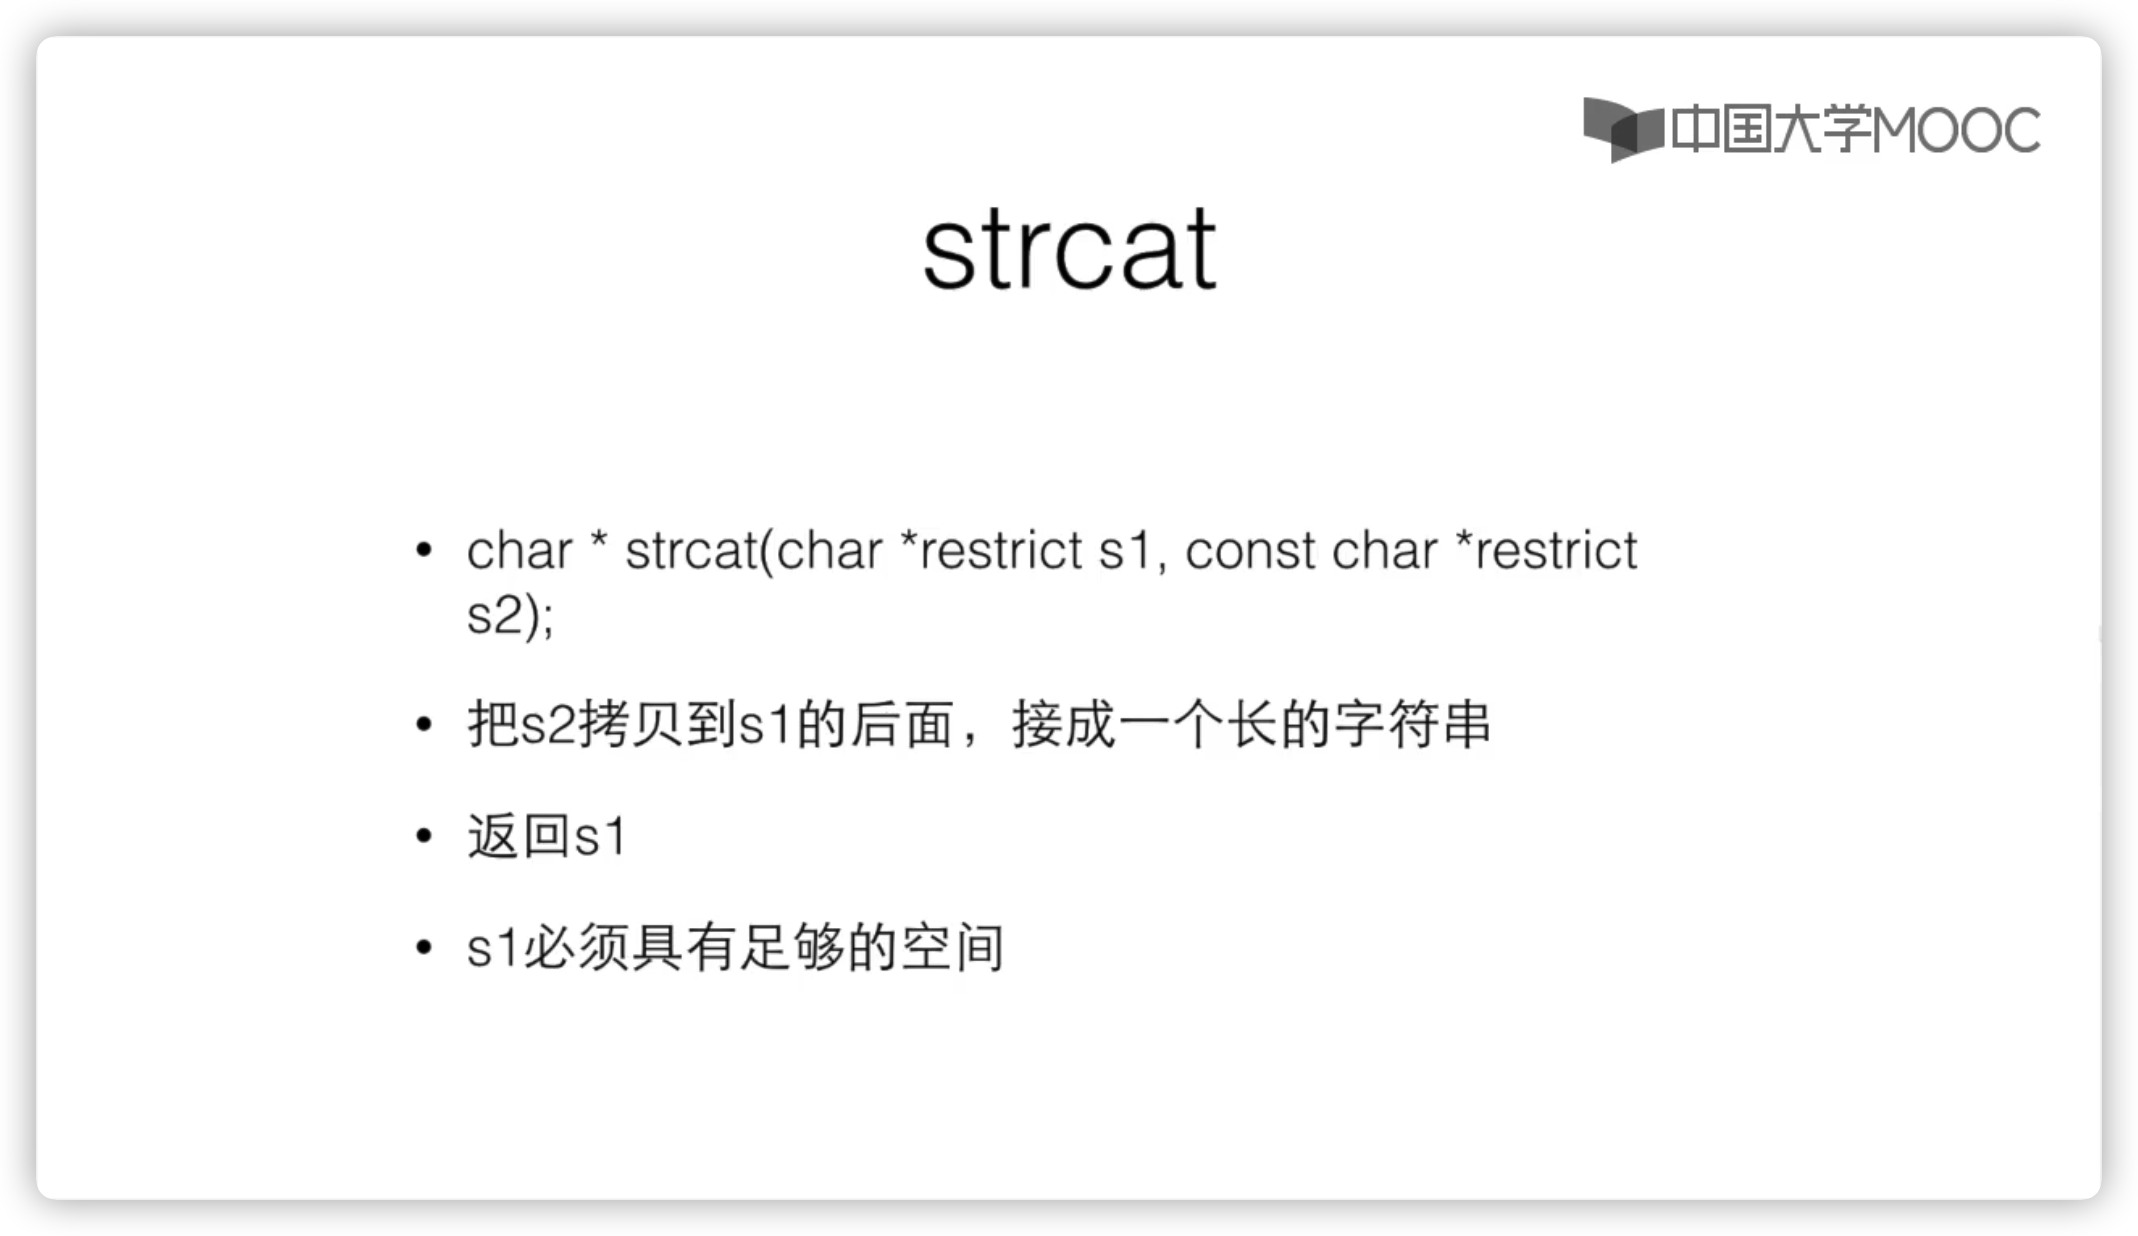 中国大学MOOC
strcat
• char * strcat(char *restrict s1, const char *restrict
s2);
• 把s2拷贝到s1的后面，接成一个长的字符串
• 返回s1
• s1必须具有足够的空间